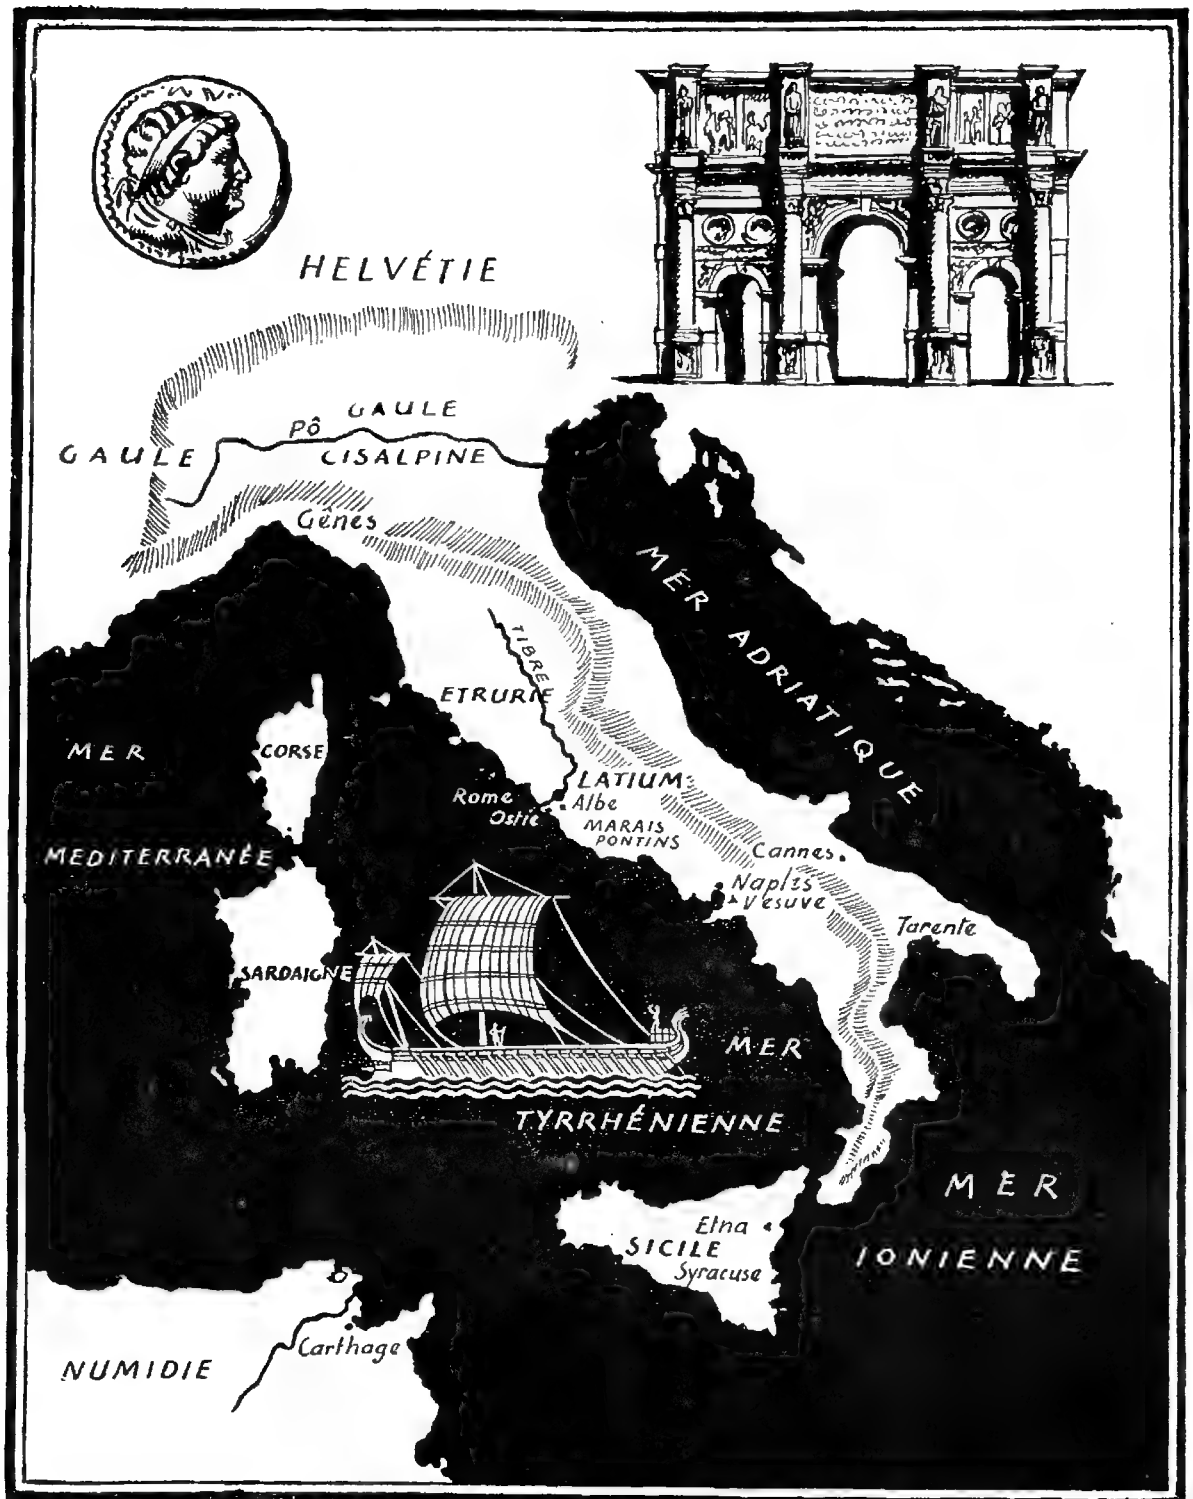 HELVÉTIE
GAULE
PÔ
GAULE
CISALPINE
Gênes
MER ADRIATIQUE
TIBRE
ETRURIE
MER
MEDITERRANÉE
CORSE
LATIUM
Rome
Albe
Ostie
MARAIS
PONTINS
Cannes
Naples
Vésuve
Tarente
SARDAIGNE
MER
TYRRHÉNIENNE
MER
IONIENNE
Etna
SICILE
Syracuse
Carthage
NUMIDIE